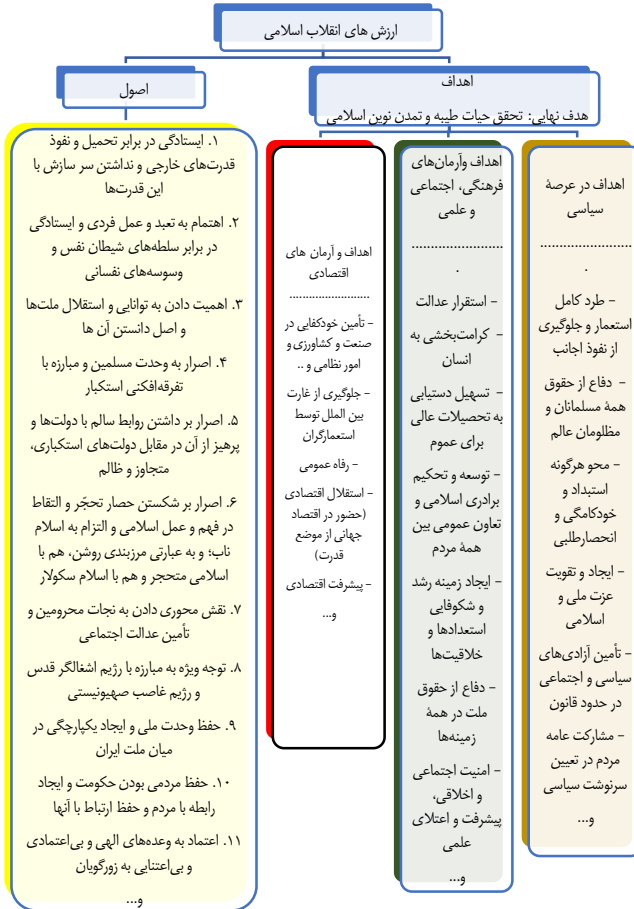 ارزش های انقلاب اسلامی
اهداف
هدف نهایی: تحقق حیات طیبه و تمدن نوین اسلامی
اهداف در عرصۀ
سیاسی
........................
.
– طرد کامل
استعمار و جلوگیری
از نفوذ اجانب
– دفاع از حقوق
همۀ مسلمانان و
مظلومان عالم
– محو هرگونه
استبداد و
خودکامگی و
انحصارطلبی
– ایجاد و تقویت
عزت ملی و
اسلامی
– تأمین آزادی‌های
سیاسی و اجتماعی
در حدود قانون
– مشارکت عامه
مردم در تعیین
سرنوشت سیاسی
و...
اهداف وآرمان‌های
فرهنگی، اجتماعی
و علمی
........................
.
– استقرار عدالت
– کرامت‌بخشی به
انسان
– تسهیل دستیابی
به تحصیلات عالی
برای عموم
– توسعه و تحکیم
برادری اسلامی و
تعاون عمومی بین
همۀ مردم
– ایجاد زمینه رشد
و شکوفایی
استعدادها و
خلاقیت‌ها
– دفاع از حقوق
ملت در همۀ
زمینه‌ها
– امنیت اجتماعی
و اخلاقی،
پیشرفت و اعتلای
علمی
و...
اهداف و آرمان های
اقتصادی
..........................
– تأمین خودکفایی در
صنعت و کشاورزی و
امور نظامی و ..
– جلوگیری از غارت
بین الملل توسط
استعمارگران
– رفاه عمومی
– استقلال اقتصادی
(حضور در اقتصاد
جهانی از موضع
قدرت)
– پیشرفت اقتصادی
و...
اصول
۱. ایستادگی در برابر تحمیل و نفوذ
قدرت‌های خارجی و نداشتن سر سازش با
این قدرت‌ها
۲. اهتمام به تعبد و عمل فردی و ایستادگی
در برابر سلطه‌های شیطان نفس و
وسوسه‌های نفسانی
۳. اهمیت دادن به توانایی و استقلال ملت‌ها
و اصل دانستن آن ها
۴. اصرار به وحدت مسلمین و مبارزه با
تفرقه‌افکنی استکبار
۵. اصرار بر داشتن روابط سالم با دولت‌ها و
پرهیز از آن در مقابل دولت‌های استکباری،
متجاوز و ظالم
۶. اصرار بر شکستن حصار تحجّر و التقاط
در فهم و عمل اسلامی و التزام به اسلام
ناب؛ و به عبارتی مرزبندی روشن، هم با
اسلامی متحجر و هم با اسلام سکولار
۷. نقش محوری دادن به نجات محرومین و
تأمین عدالت اجتماعی
۸. توجه ویژه به مبارزه با رژیم اشغالگر قدس
و رژیم غاصب صهیونیستی
۹. حفظ وحدت ملی و ایجاد یکپارچگی در
میان ملت ایران
۱۰. حفظ مردمی بودن حکومت و ایجاد
رابطه با مردم و حفظ ارتباط با آنها
۱۱. اعتماد به وعده‌های الهی و بی‌اعتمادی
و بی‌اعتنایی به زورگویان
و...